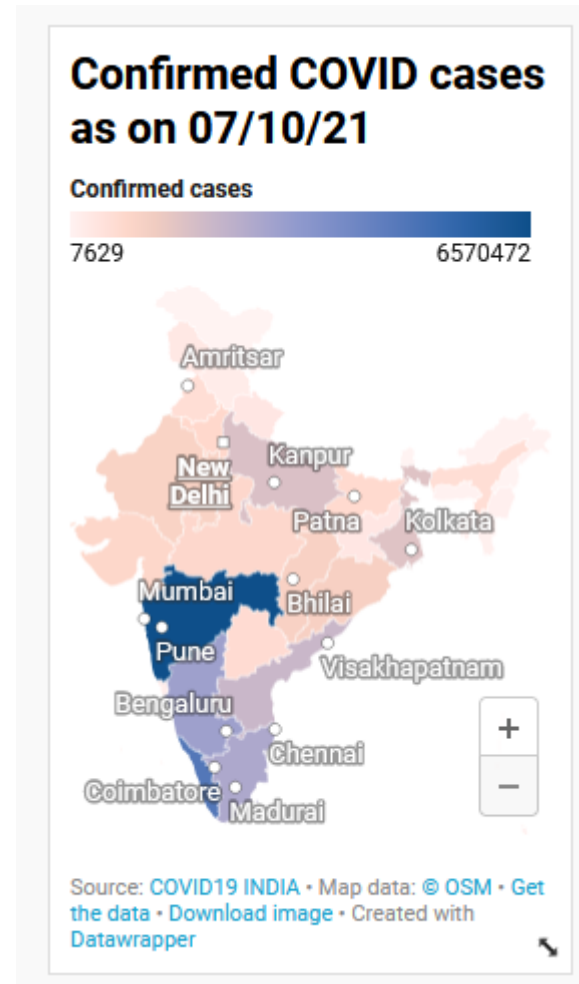 Confirmed COVID cases
as on 07/10/21
Confirmed cases
7629 6570472
Amritsar
New
Delhi
Kanpur
Patna
Kolkata
Mumbai
Bhilai
Pune
Visakhapatnam
Bengaluru
+
Chennai
−
Coimbatore
Madurai
Source: COVID19 INDIA • Map data: © OSM • Get
the data • Download image • Created with
Datawrapper